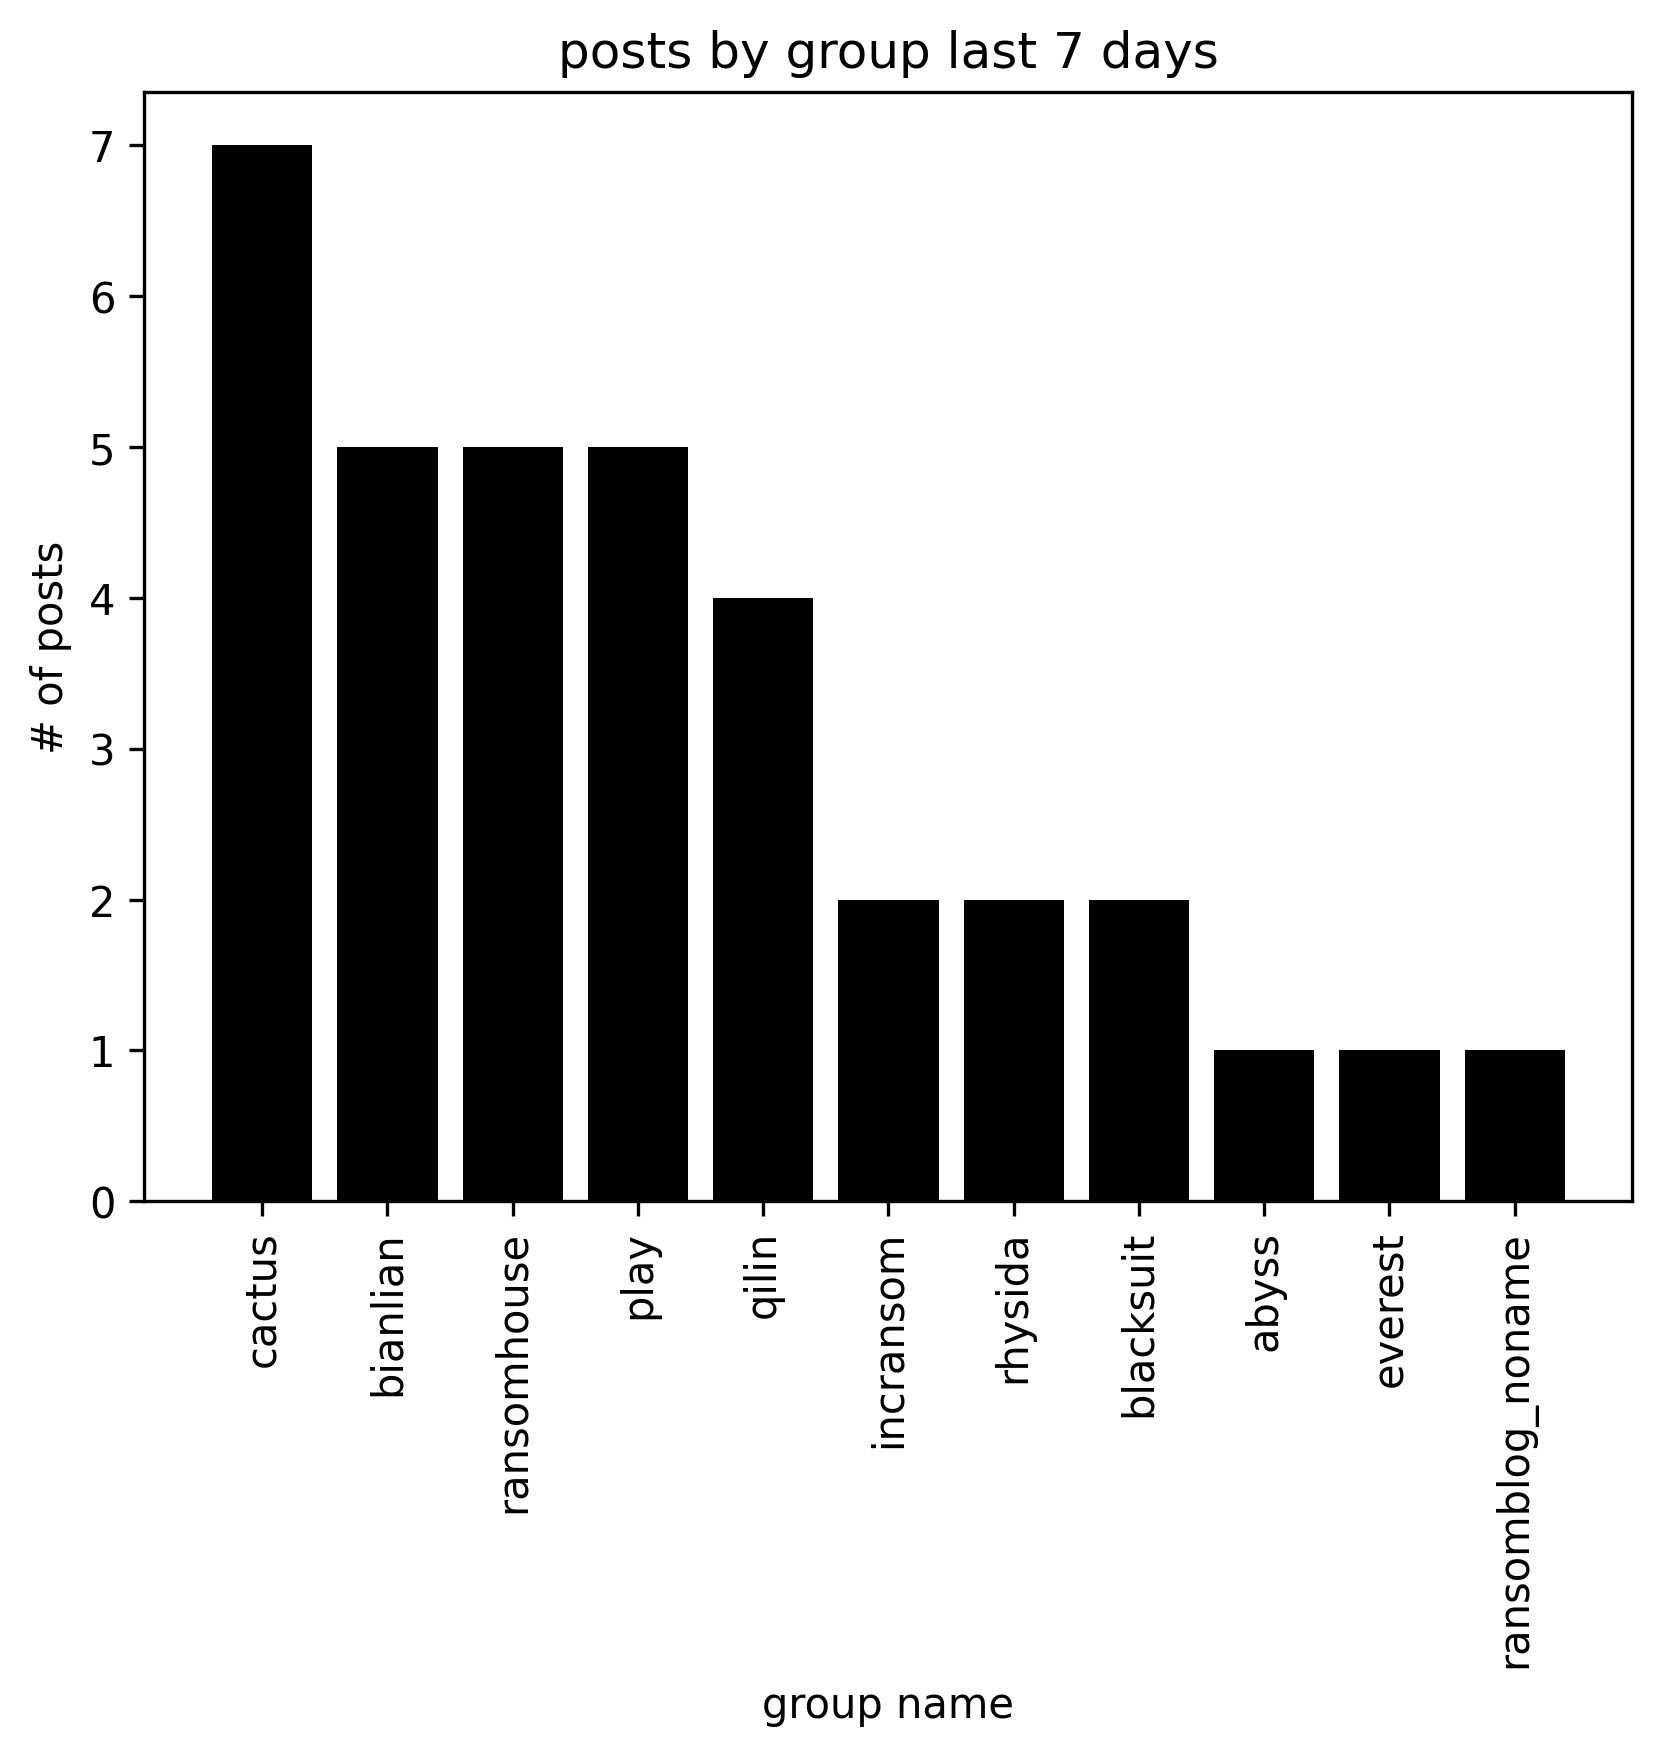 posts by group last 7 days
# of posts
7
6
5
4
3
2
1
0
cactus
bianlian
ransomhouse
play
qilin
incransom
rhysida
blacksuit
abyss
everest
ransomblog_noname
group name